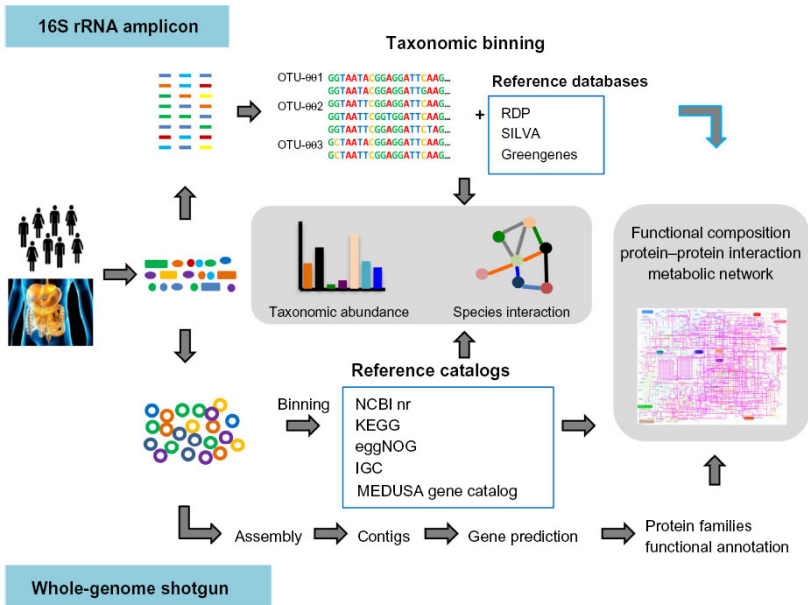 16S rRNA amplicon
Taxonomic binning
OTU-001 GGTAATACGGAGGATTCAAG…
GGTAATACGGAGGATTGAAG…
OTU-002 GGTAATTCGGAGGATTCAAG…
GGTAATTCGGTGGATTCAAG…
GGTAATTCGGAGGATTCTAG…
OTU-003 GCTAATACGGAGGATTCAAG…
GCTAATTCGGAGGATTCAAG…
+
Reference databases
RDP
SILVA
Greengenes
Taxonomic abundance
Species interaction
Functional composition
protein–protein interaction
metabolic network
Reference catalogs
Binning
NCBI nr
KEGG
eggNOG
IGC
MEDUSA gene catalog
Assembly
Contigs
Gene prediction
Protein families
functional annotation
Whole-genome shotgun